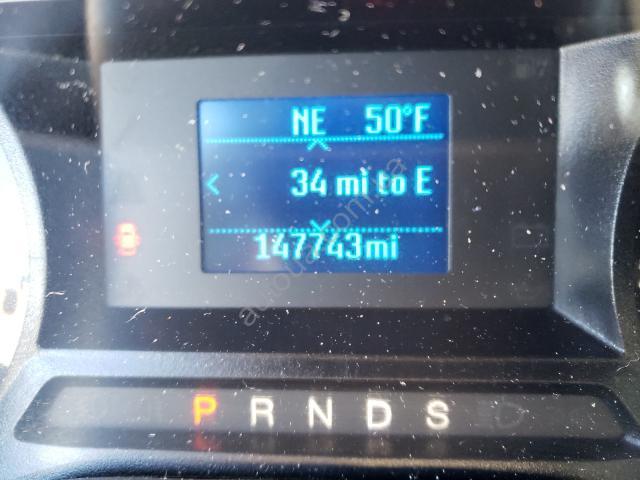 NE 50°F
< 34 mi to E
147743mi
P R N D S